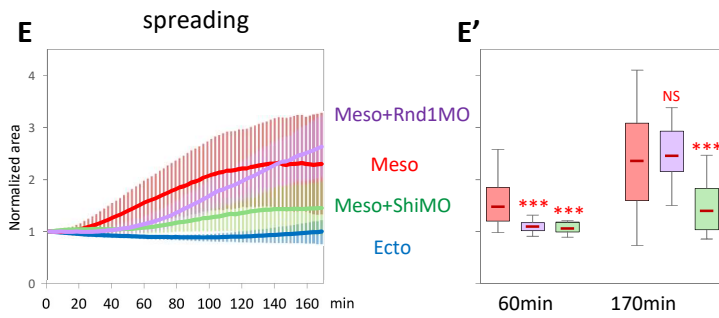 E
spreading
E'
Normalized area
4
3
2
1
0
0 20 40 60 80 100 120 140 160 min
Meso+Rnd1MO
Meso
Meso+ShiMO
Ecto
NS
***
***
***
60min
170min